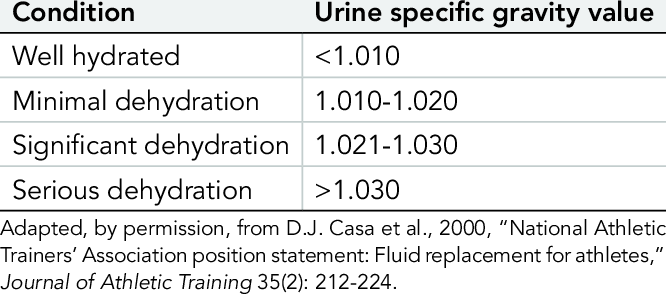 Condition Urine specific gravity value
Well hydrated <1.010
Minimal dehydration 1.010-1.020
Significant dehydration 1.021-1.030
Serious dehydration >1.030
Adapted, by permission, from D.J. Casa et al., 2000, “National Athletic
Trainers’ Association position statement: Fluid replacement for athletes,”
Journal of Athletic Training 35(2): 212-224.